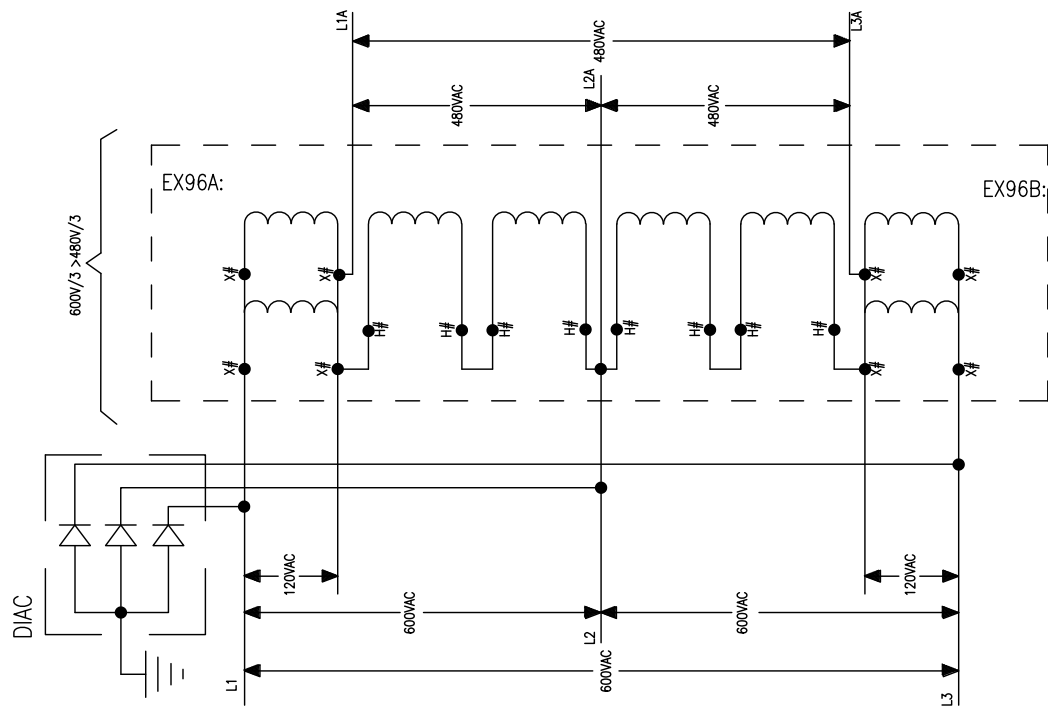 L1A
L3A
480VAC
L2A
480VAC
480VAC
600V/3 >480V/3
EX96A:
EX96B:
X#
X#
X#
X#
H#
H#
H#
H#
H#
H#
H#
H#
X#
X#
X#
X#
DIAC
120VAC
120VAC
600VAC
600VAC
L2
600VAC
L1
L3